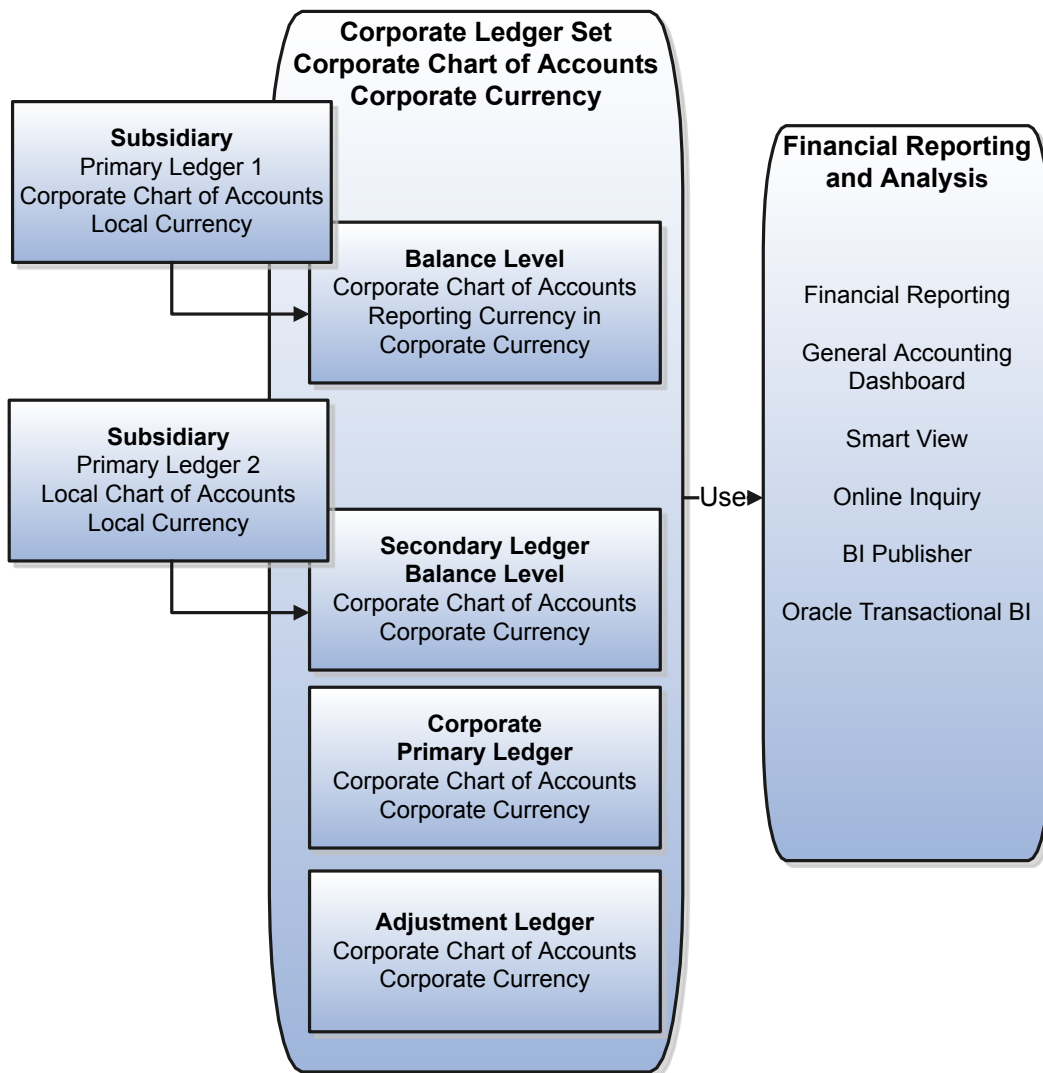 Corporate Ledger Set
Corporate Chart of Accounts
Corporate Currency
Subsidiary
Primary Ledger 1
Corporate Chart of Accounts
Local Currency
Balance Level
Corporate Chart of Accounts
Reporting Currency in
Corporate Currency
Subsidiary
Primary Ledger 2
Local Chart of Accounts
Local Currency
Secondary Ledger
Balance Level
Corporate Chart of Accounts
Corporate Currency
Corporate
Primary Ledger
Corporate Chart of Accounts
Corporate Currency
Adjustment Ledger
Corporate Chart of Accounts
Corporate Currency
Use
Financial Reporting
and Analysis
Financial Reporting
General Accounting
Dashboard
Smart View
Online Inquiry
BI Publisher
Oracle Transactional BI